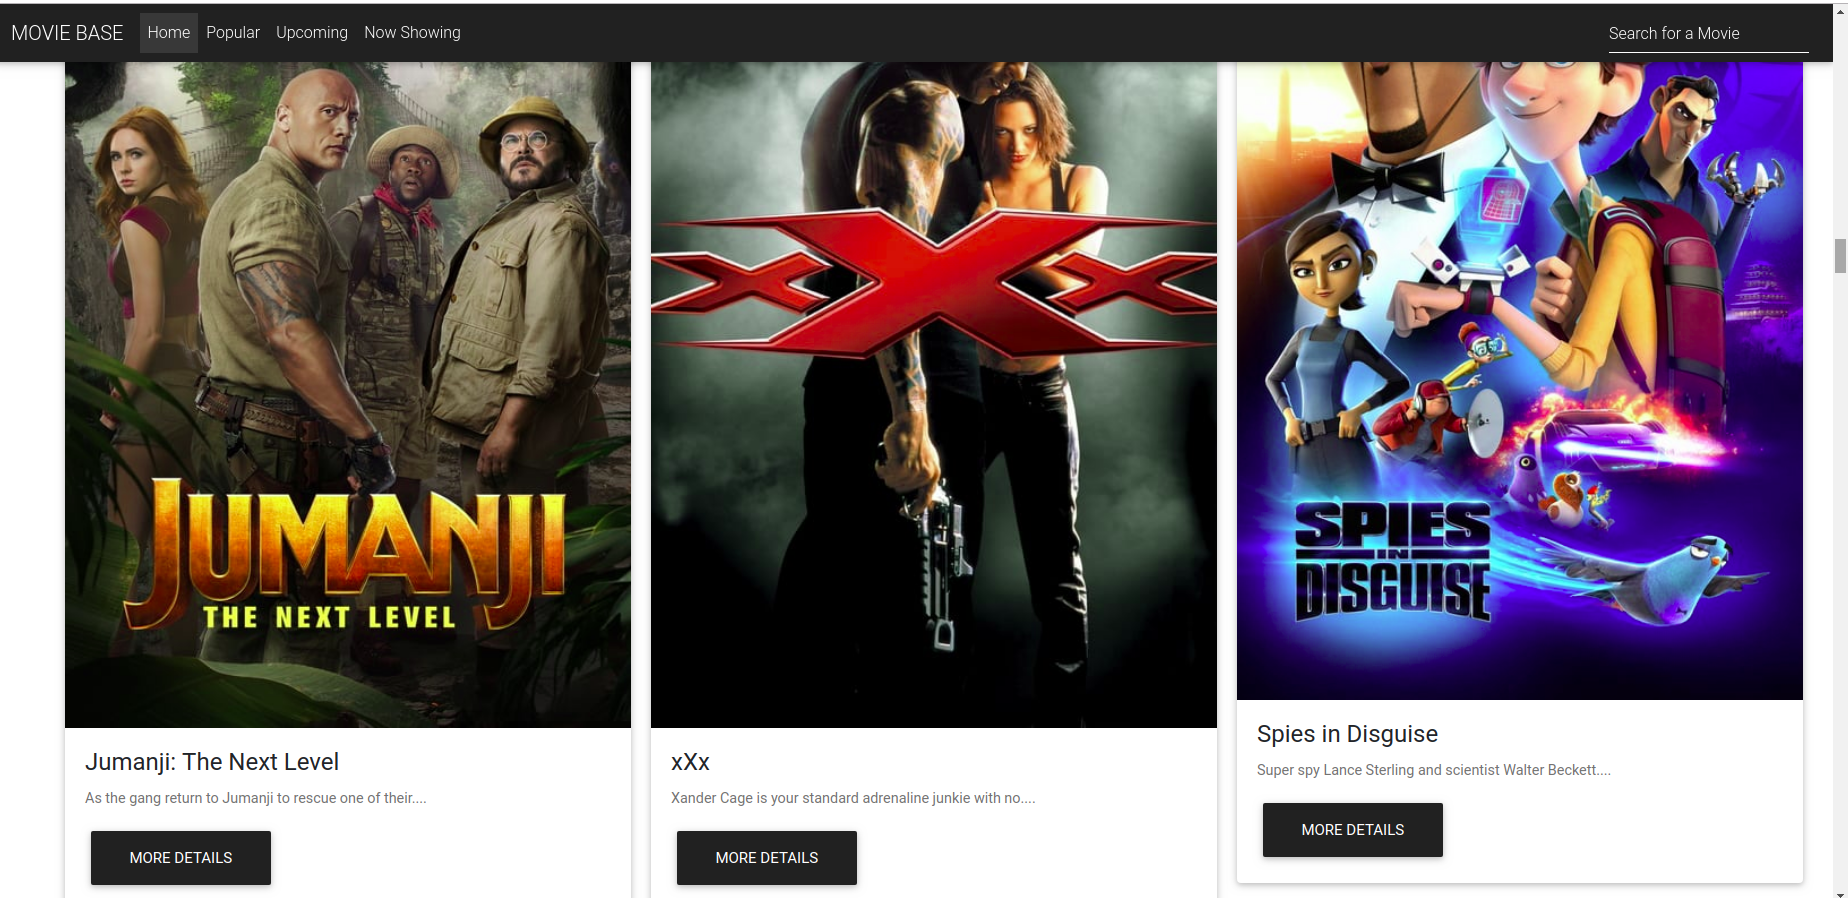 MOVIE BASE Home Popular Upcoming Now Showing Search for a Movie
JUMANJI
THE NEXT LEVEL
xXx
SPIES
IN
DISGUISE
Jumanji: The Next Level
As the gang return to Jumanji to rescue one of their....
MORE DETAILS
xXx
Xander Cage is your standard adrenaline junkie with no....
MORE DETAILS
Spies in Disguise
Super spy Lance Sterling and scientist Walter Beckett....
MORE DETAILS